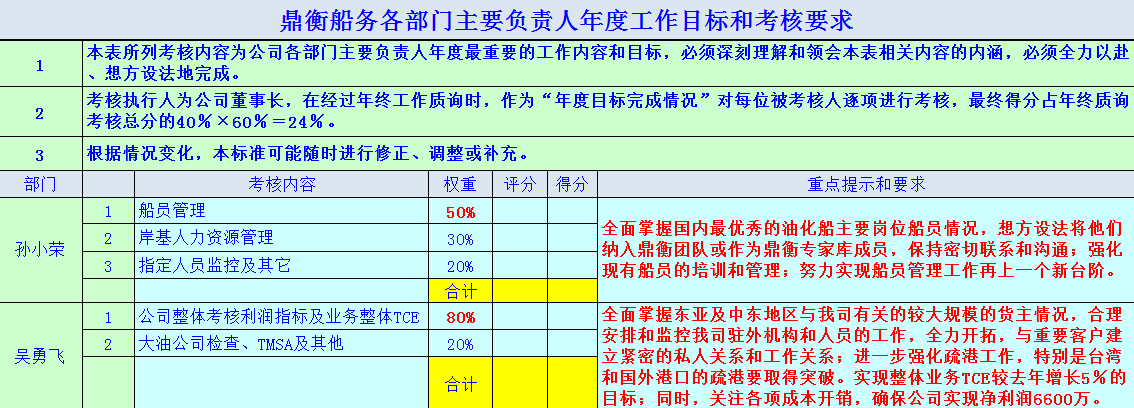 鼎衡船务各部门主要负责人年度工作目标和考核要求
1
本表所列考核内容为公司各部门主要负责人年度最重要的工作内容和目标，必须深刻理解和领会本表相关内容的内涵，必须全力以赴
、想方设法地完成。
2
考核执行人为公司董事长，在经过年终工作质询时，作为“年度目标完成情况”对每位被考核人逐项进行考核，最终得分占年终质询
考核总分的40％×60％＝24％。
3
根据情况变化，本标准可能随时进行修正、调整或补充。
部门 考核内容 权重 评分 得分 重点提示和要求
孙小荣
1 船员管理 50%
2 岸基人力资源管理 30%
3 指定人员监控及其它 20%
合计
全面掌握国内最优秀的油化船主要岗位船员情况，想方设法将他们
纳入鼎衡团队或作为鼎衡专家库成员，保持密切联系和沟通；强化
现有船员的培训和管理；努力实现船员管理工作再上一个新台阶。
吴勇飞
1 公司整体考核利润指标及业务整体TCE 80%
2 大油公司检查、TMSA及其他 20%
合计
全面掌握东亚及中东地区与我司有关的较大规模的货主情况，合理
安排和监控我司驻外机构和人员的工作，全力开拓，与重要客户建
立紧密的私人关系和工作关系；进一步强化疏港工作，特别是台湾
和国外港口的疏港要取得突破。实现整体业务TCE较去年增长5％的
目标；同时，关注各项成本开销，确保公司实现净利润6600万。